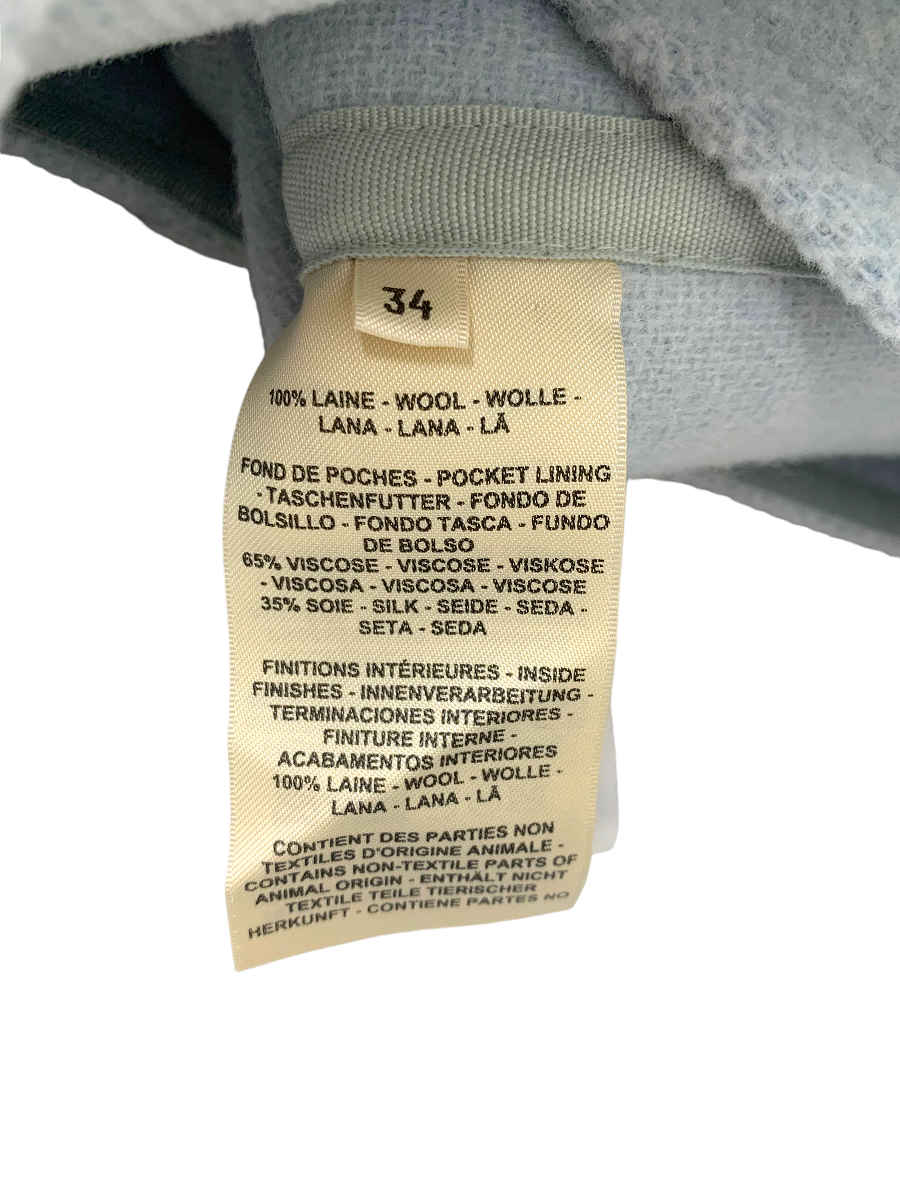 34
100% LAINE - WOOL - WOLLE -
LANA - LANA - LÃ
FOND DE POCHES - POCKET LINING
- TASCHENFUTTER - FONDO DE
BOLSILLO - FONDO TASCA - FUNDO
DE BOLSO
65% VISCOSE - VISCOSE - VISKOSE
- VISCOSA - VISCOSA - VISCOSE
35% SOIE - SILK - SEIDE - SEDA -
SETA - SEDA
FINITIONS INTÉRIEURES - INSIDE
FINISHES - INNENVERARBEITUNG -
TERMINACIONES INTERIORES -
FINITURE INTERNE -
ACABAMENTOS INTERIORES
100% LAINE - WOOL - WOLLE -
LANA - LANA - LÃ
CONTIENT DES PARTIES NON
TEXTILES D'ORIGINE ANIMALE -
CONTAINS NON-TEXTILE PARTS OF
ANIMAL ORIGIN - ENTHÄLT NICHT
TEXTILE TEILE TIERISCHER
HERKUNFT - CONTIENE PARTES NO